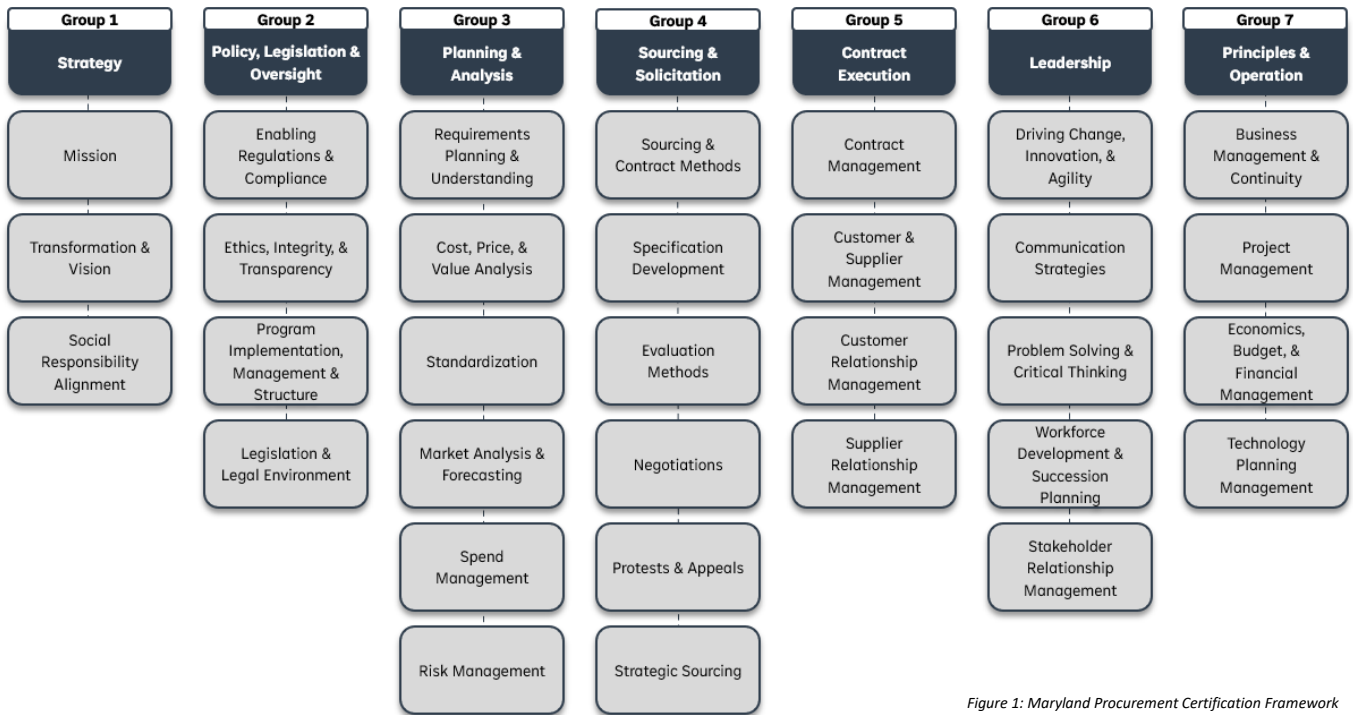 Group 1
Strategy
Mission
Transformation &
Vision
Social
Responsibility
Alignment
Group 2
Policy, Legislation &
Oversight
Enabling
Regulations &
Compliance
Ethics, Integrity, &
Transparency
Program
Implementation,
Management &
Structure
Legislation &
Legal Environment
Group 3
Planning &
Analysis
Requirements
Planning &
Understanding
Cost, Price, &
Value Analysis
Standardization
Market Analysis &
Forecasting
Spend
Management
Risk Management
Group 4
Sourcing &
Solicitation
Sourcing &
Contract Methods
Specification
Development
Evaluation
Methods
Negotiations
Protests & Appeals
Strategic Sourcing
Group 5
Contract
Execution
Contract
Management
Customer &
Supplier
Management
Customer
Relationship
Management
Supplier
Relationship
Management
Group 6
Leadership
Driving Change,
Innovation, &
Agility
Communication
Strategies
Problem Solving &
Critical Thinking
Workforce
Development &
Succession
Planning
Stakeholder
Relationship
Management
Group 7
Principles &
Operation
Business
Management &
Continuity
Project
Management
Economics,
Budget, &
Financial
Management
Technology
Planning
Management
Figure 1: Maryland Procurement Certification Framework